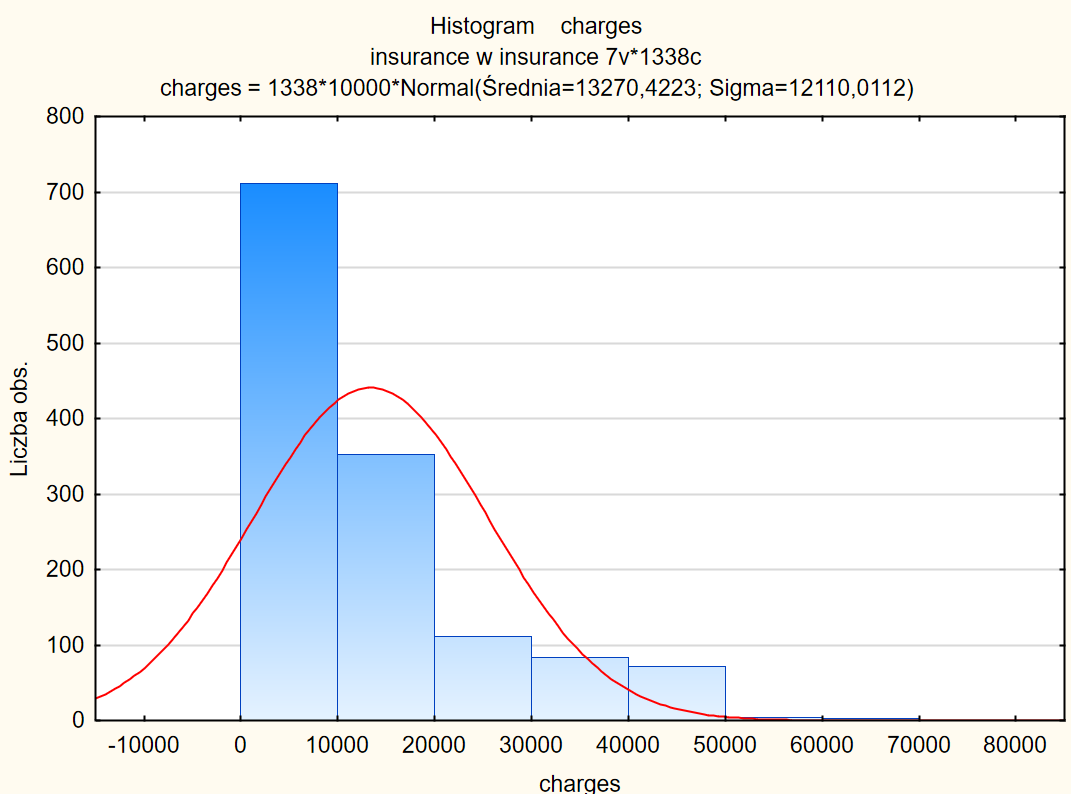 Histogram charges
insurance w insurance 7v*1338c
charges = 1338*10000*Normal(Średnia=13270,4223; Sigma=12110,0112)
800
700
600
500
400
300
200
100
0
Liczba obs.
-10000 0 10000 20000 30000 40000 50000 60000 70000 80000
charges